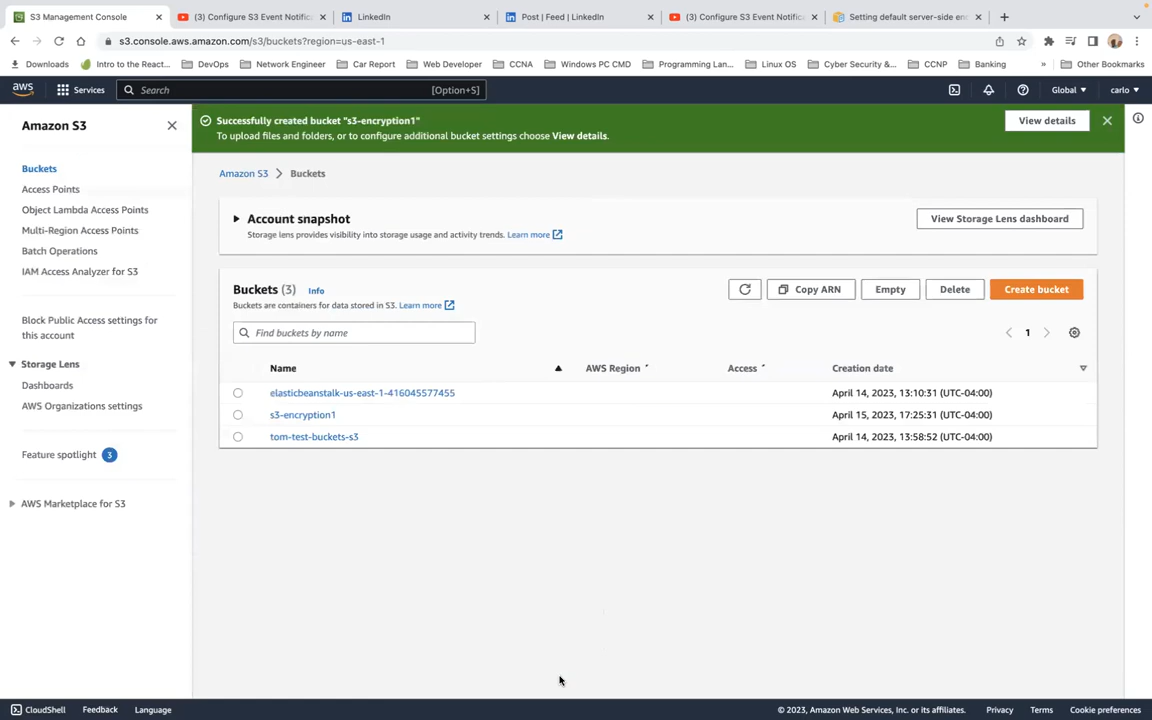 S3 Management Console
(3) Configure S3 Event Notific
LinkedIn
Post | Feed | LinkedIn
(3) Configure S3 Event Notific
Setting default server-side en
s3.console.aws.amazon.com/s3/buckets?region=us-east-1
Downloads
Intro to the React...
DevOps
Network Engineer
Car Report
Web Developer
CCNA
Windows PC CMD
Programming Lan...
Linux OS
Cyber Security &...
CCNP
Banking
»
Other Bookmarks
aws
Services
Search
[Option+S]
Global
carlo
Amazon S3
Buckets
Access Points
Object Lambda Access Points
Multi-Region Access Points
Batch Operations
IAM Access Analyzer for S3
Block Public Access settings for
this account
Storage Lens
Dashboards
AWS Organizations settings
Feature spotlight 3
AWS Marketplace for S3
Successfully created bucket "s3-encryption1"
To upload files and folders, or to configure additional bucket settings choose View details.
View details
Amazon S3 > Buckets
Account snapshot
Storage lens provides visibility into storage usage and activity trends. Learn more
View Storage Lens dashboard
Buckets (3) Info
Buckets are containers for data stored in S3. Learn more
Copy ARN
Empty
Delete
Create bucket
Find buckets by name
1
Name AWS Region Access Creation date
elasticbeanstalk-us-east-1-416045577455 April 14, 2023, 13:10:31 (UTC-04:00)
s3-encryption1 April 15, 2023, 17:25:31 (UTC-04:00)
tom-test-buckets-s3 April 14, 2023, 13:58:52 (UTC-04:00)
CloudShell
Feedback
Language
© 2023, Amazon Web Services, Inc. or its affiliates.
Privacy
Terms
Cookie preferences